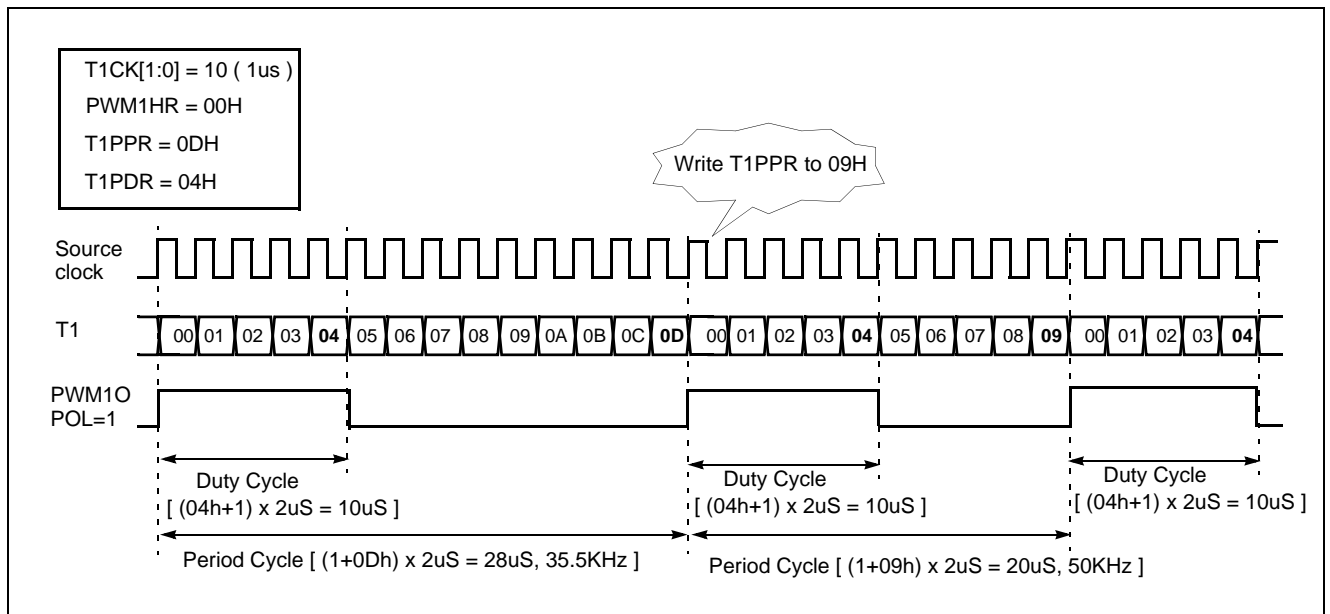 T1CK[1:0] = 10 ( 1us )
PWM1HR = 00H
T1PPR = 0DH
T1PDR = 04H
Write T1PPR to 09H
Source
clock
T1
00 01 02 03 04 05 06 07 08 09 0A 0B 0C 0D 00 01 02 03 04 05 06 07 08 09 00 01 02 03 04
PWM1O
POL=1
Duty Cycle
[ (04h+1) x 2uS = 10uS ]
Duty Cycle
[ (04h+1) x 2uS = 10uS ]
Duty Cycle
[ (04h+1) x 2uS = 10uS ]
Period Cycle [ (1+0Dh) x 2uS = 28uS, 35.5KHz ]
Period Cycle [ (1+09h) x 2uS = 20uS, 50KHz ]